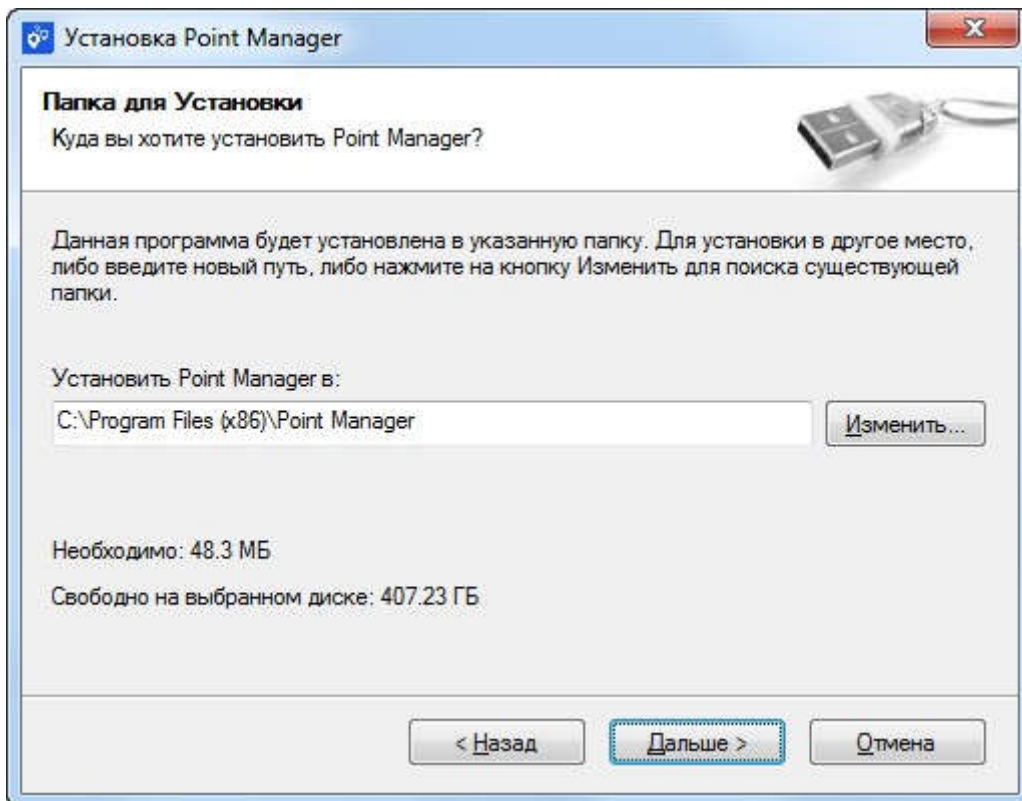 Установка Point Manager
Папка для Установки
Куда вы хотите установить Point Manager?
Данная программа будет установлена в указанную папку. Для установки в другое место,
либо введите новый путь, либо нажмите на кнопку Изменить для поиска существующей
папки.
Установить Point Manager в:
C:\Program Files (x86)\Point Manager
Изменить...
Необходимо: 48.3 МБ
Свободно на выбранном диске: 407.23 ГБ
< Назад
Дальше >
Отмена